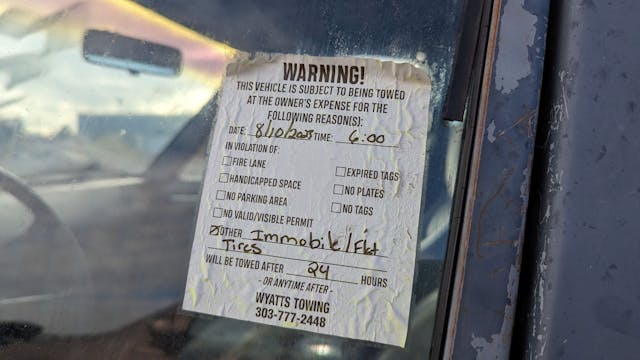 WARNING!
THIS VEHICLE IS SUBJECT TO BEING TOWED
AT THE OWNER'S EXPENSE FOR THE
FOLLOWING REASON(S):
DATE: 8/10/2023 TIME: 6:00
IN VIOLATION OF:
☐ FIRE LANE ☐ EXPIRED TAGS
☐ HANDICAPPED SPACE ☐ NO PLATES
☐ NO PARKING AREA ☐ NO TAGS
☐ NO VALID/VISIBLE PERMIT
☑ OTHER Immobile/Flat
Tires
WILL BE TOWED AFTER 24 HOURS
- OR ANYTIME AFTER -
WYATTS TOWING
303-777-2448